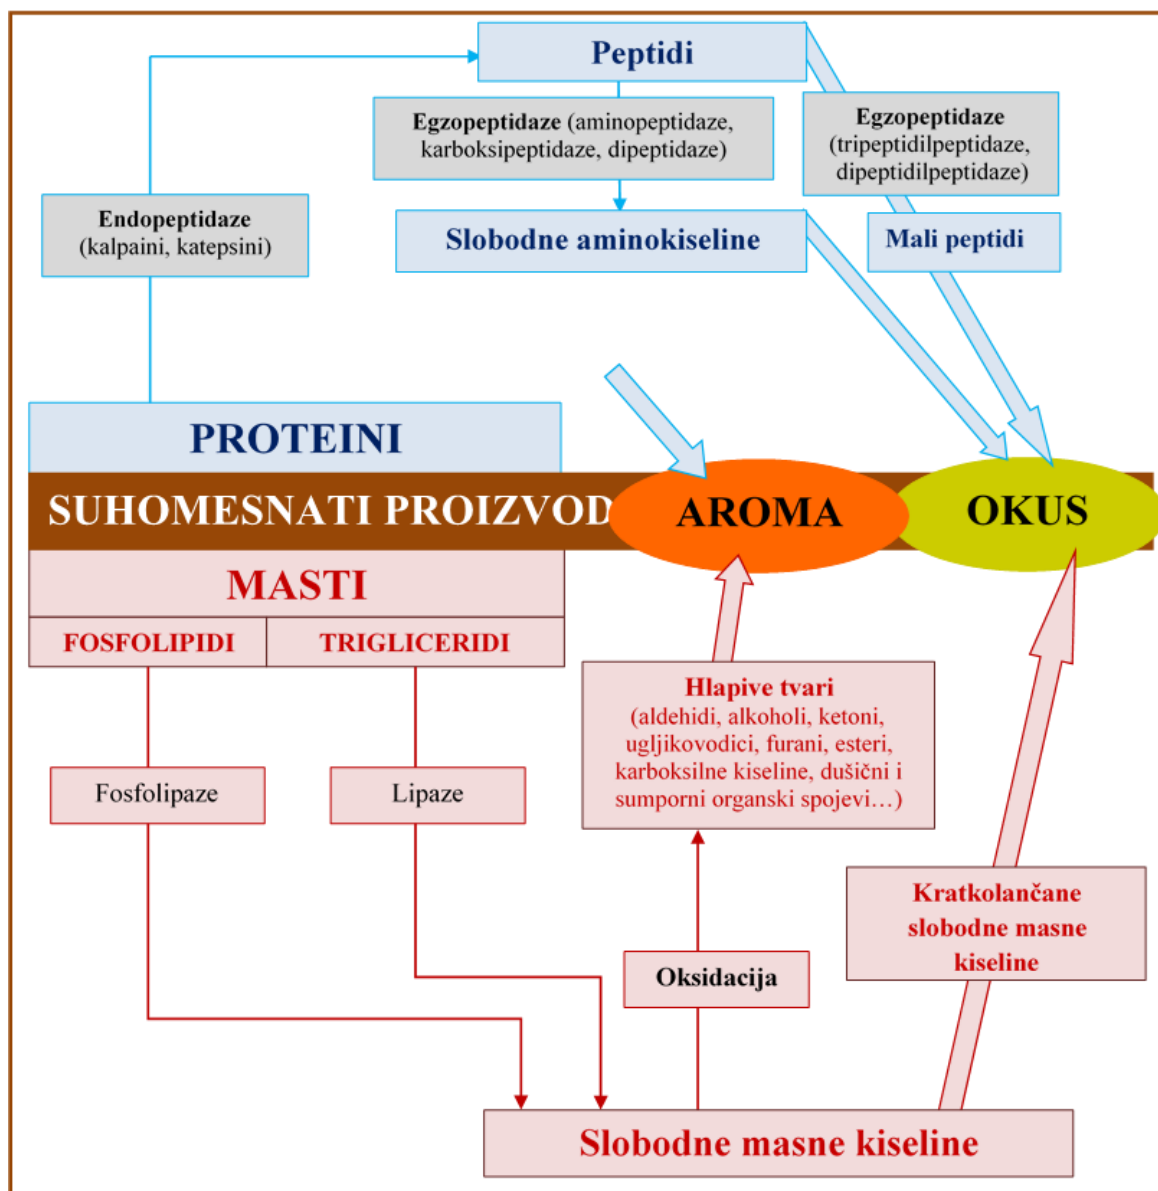 Peptidi
Egzopeptidaze (aminopeptidaze,
karboksipeptidaze, dipeptidaze)
Egzopeptidaze
(tripeptidilpeptidaze,
dipeptidilpeptidaze)
Endopeptidaze
(kalpaini, katepsini)
Slobodne aminokiseline
Mali peptidi
PROTEINI
SUHOMESNATI PROIZVOD
AROMA
OKUS
MASTI
FOSFOLIPIDI
TRIGLICERIDI
Hlapive tvari
(aldehidi, alkoholi, ketoni,
ugljikovodici, furani, esteri,
karboksilne kiseline, dušični i
sumporni organski spojevi…)
Fosfolipaze
Lipaze
Kratkolančane
slobodne masne
kiseline
Oksidacija
Slobodne masne kiseline